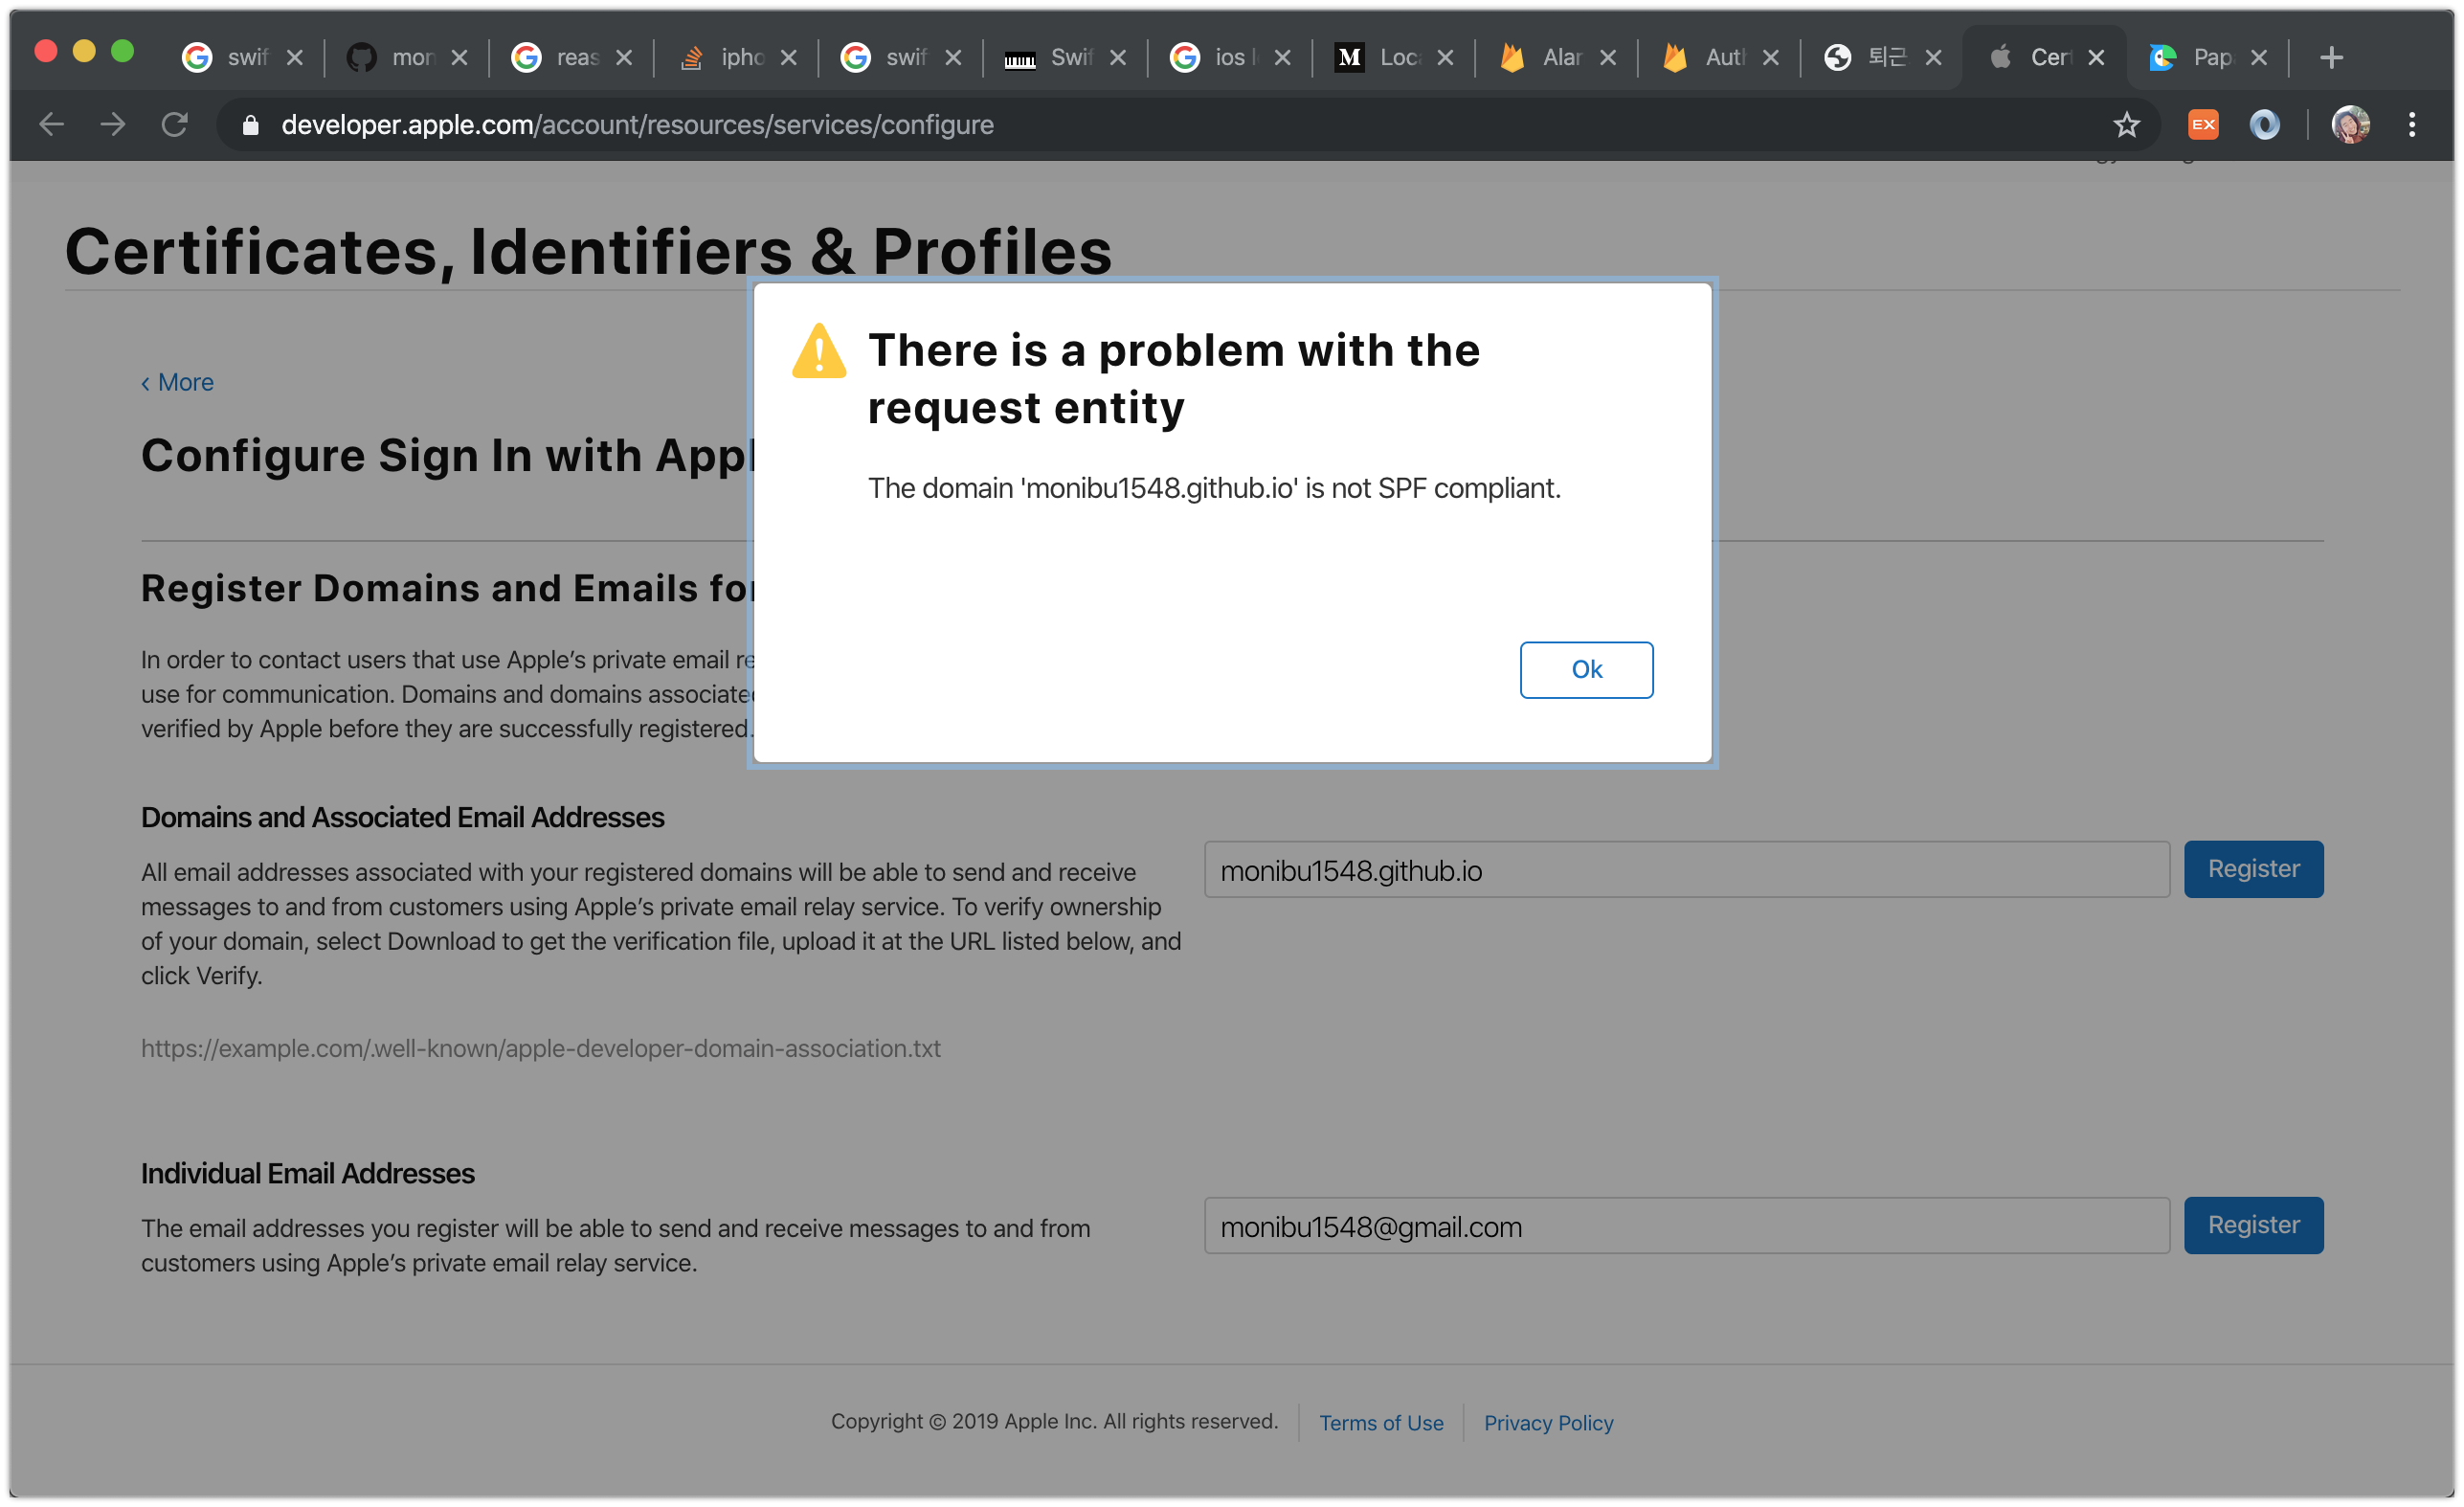 swif
mon
reas
ipho
swif
Swif
ios l
M
Loca
Alar
Auth
퇴근
Cert
Pap
developer.apple.com/account/resources/services/configure
EX
Certificates, Identifiers & Profiles
‹ More
Configure Sign In with Appl
Register Domains and Emails for
In order to contact users that use Apple’s private email re
use for communication. Domains and domains associated
verified by Apple before they are successfully registered.
There is a problem with the
request entity
The domain 'monibu1548.github.io' is not SPF compliant.
Ok
Domains and Associated Email Addresses
All email addresses associated with your registered domains will be able to send and receive
messages to and from customers using Apple’s private email relay service. To verify ownership
of your domain, select Download to get the verification file, upload it at the URL listed below, and
click Verify.
https://example.com/.well-known/apple-developer-domain-association.txt
monibu1548.github.io
Register
Individual Email Addresses
The email addresses you register will be able to send and receive messages to and from
customers using Apple’s private email relay service.
monibu1548@gmail.com
Register
Copyright © 2019 Apple Inc. All rights reserved.
Terms of Use
Privacy Policy